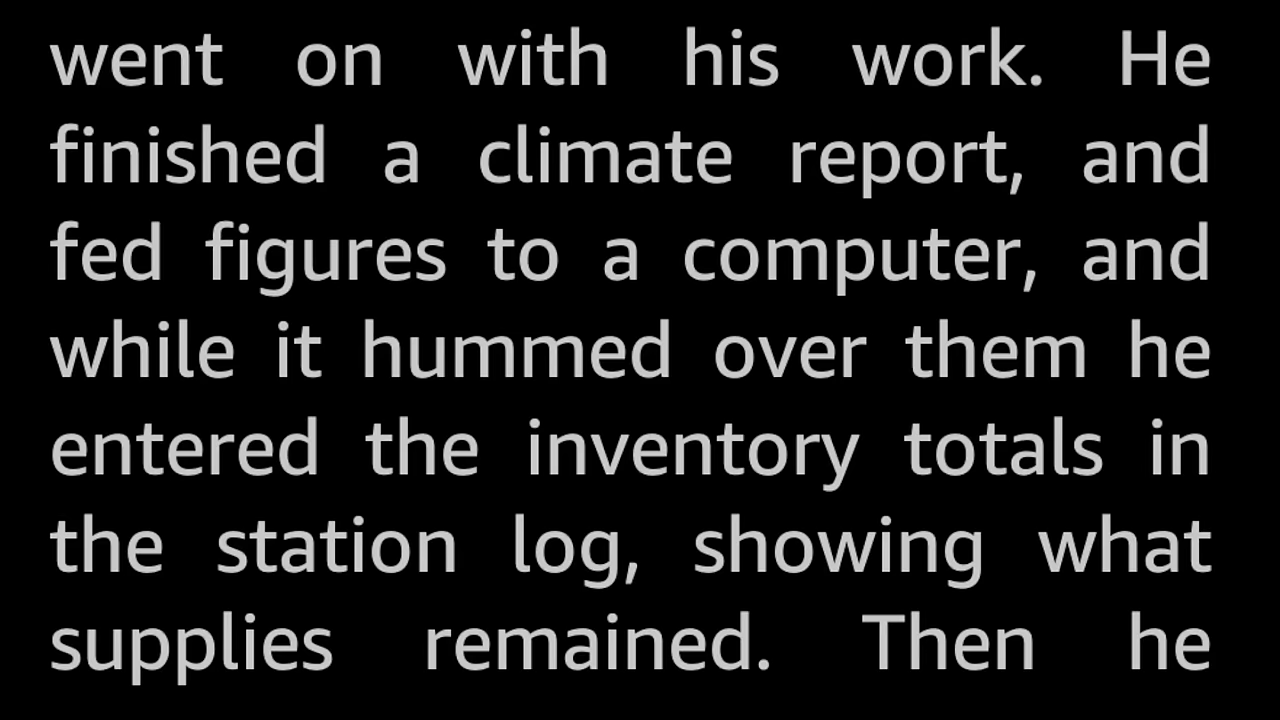 went on with his work. He
finished a climate report, and
fed figures to a computer, and
while it hummed over them he
entered the inventory totals in
the station log, showing what
supplies remained. Then he